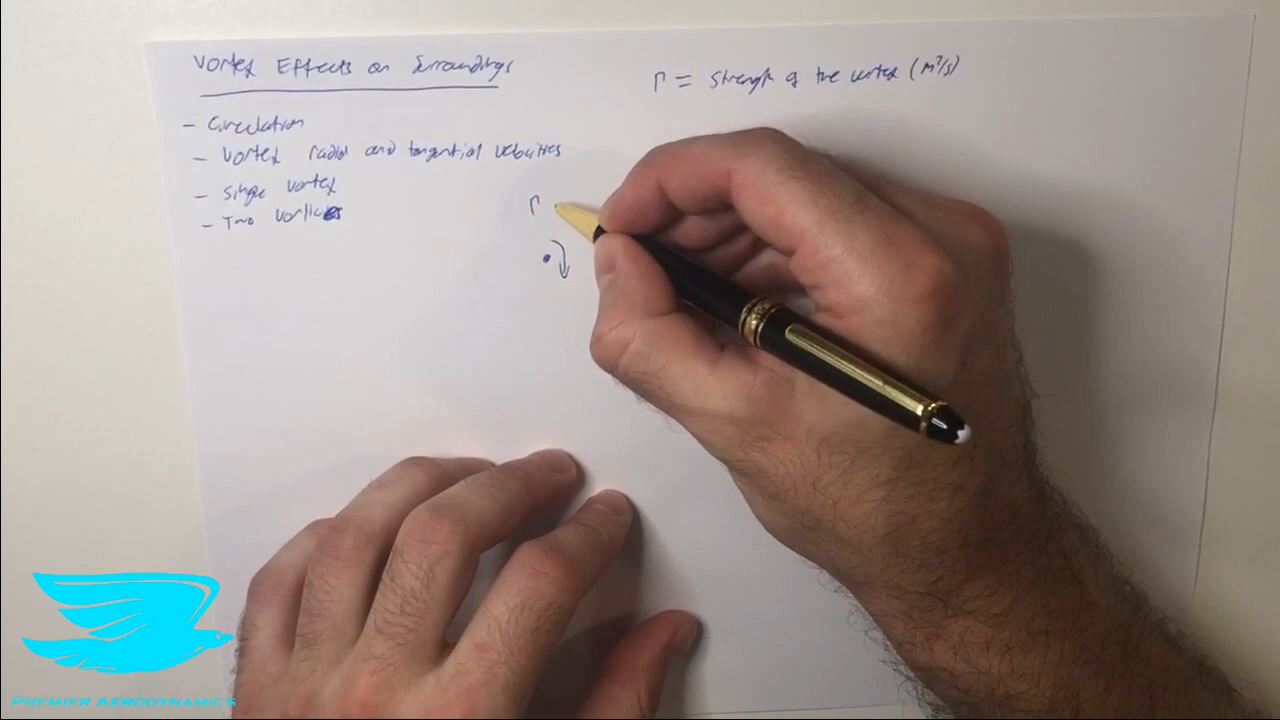 Vortex Effects on Surroundings
Γ = Strength of the vortex (m²/s)
- Circulation
- Vortex radial and tangential velocities
- Single vortex
- Two vortices
Γ
PREMIER AERODYNAMICS